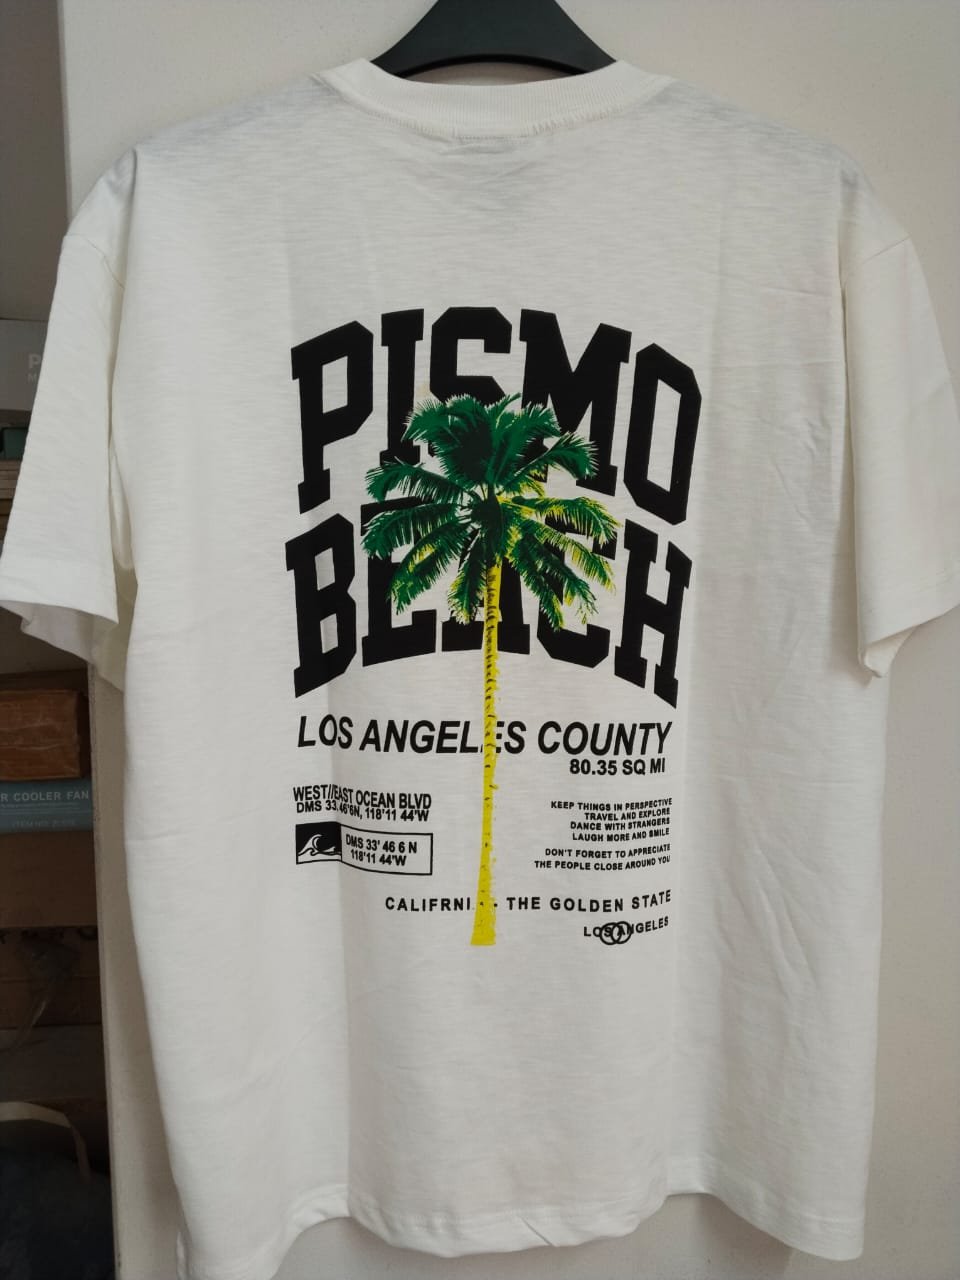 PISMO
BEACH
LOS ANGELES COUNTY
80.35 SQ MI
WEST//EAST OCEAN BLVD
DMS 33.46'6N, 118'11 44'W
DMS 33' 46 6 N
118'11 44'W
KEEP THINGS IN PERSPECTIVE
TRAVEL AND EXPLORE
DANCE WITH STRANGERS
LAUGH MORE AND SMILE
DON'T FORGET TO APPRECIATE
THE PEOPLE CLOSE AROUND YOU
- THE GOLDEN STATE
LOS ANGELES
R COOLER FAN